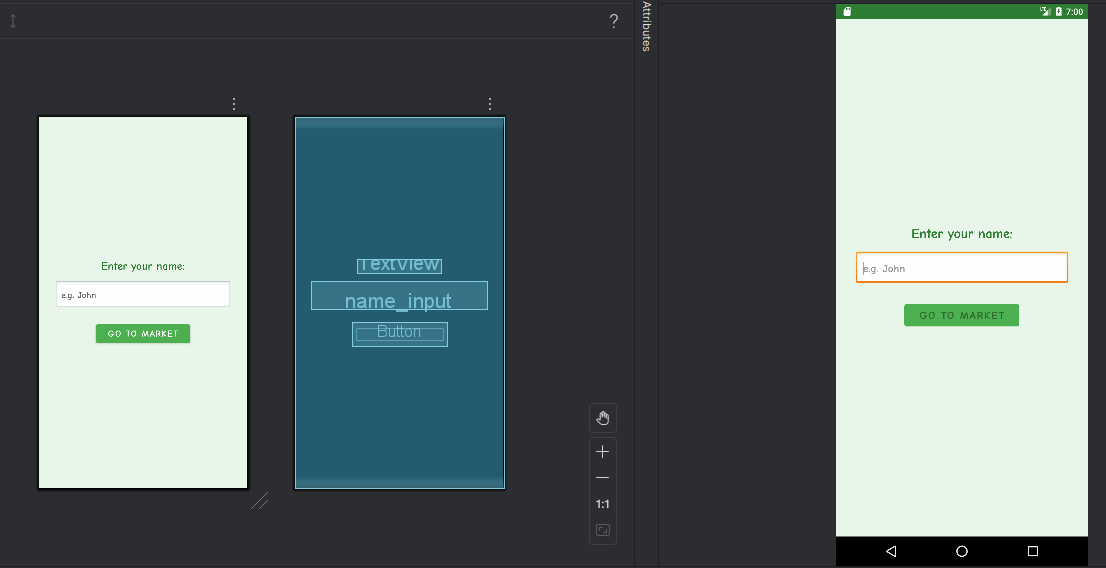 ?
Attributes
7:00
Enter your name:
e.g. John
GO TO MARKET
TextView
name_input
Button
1:1
Enter your name:
e.g. John
GO TO MARKET